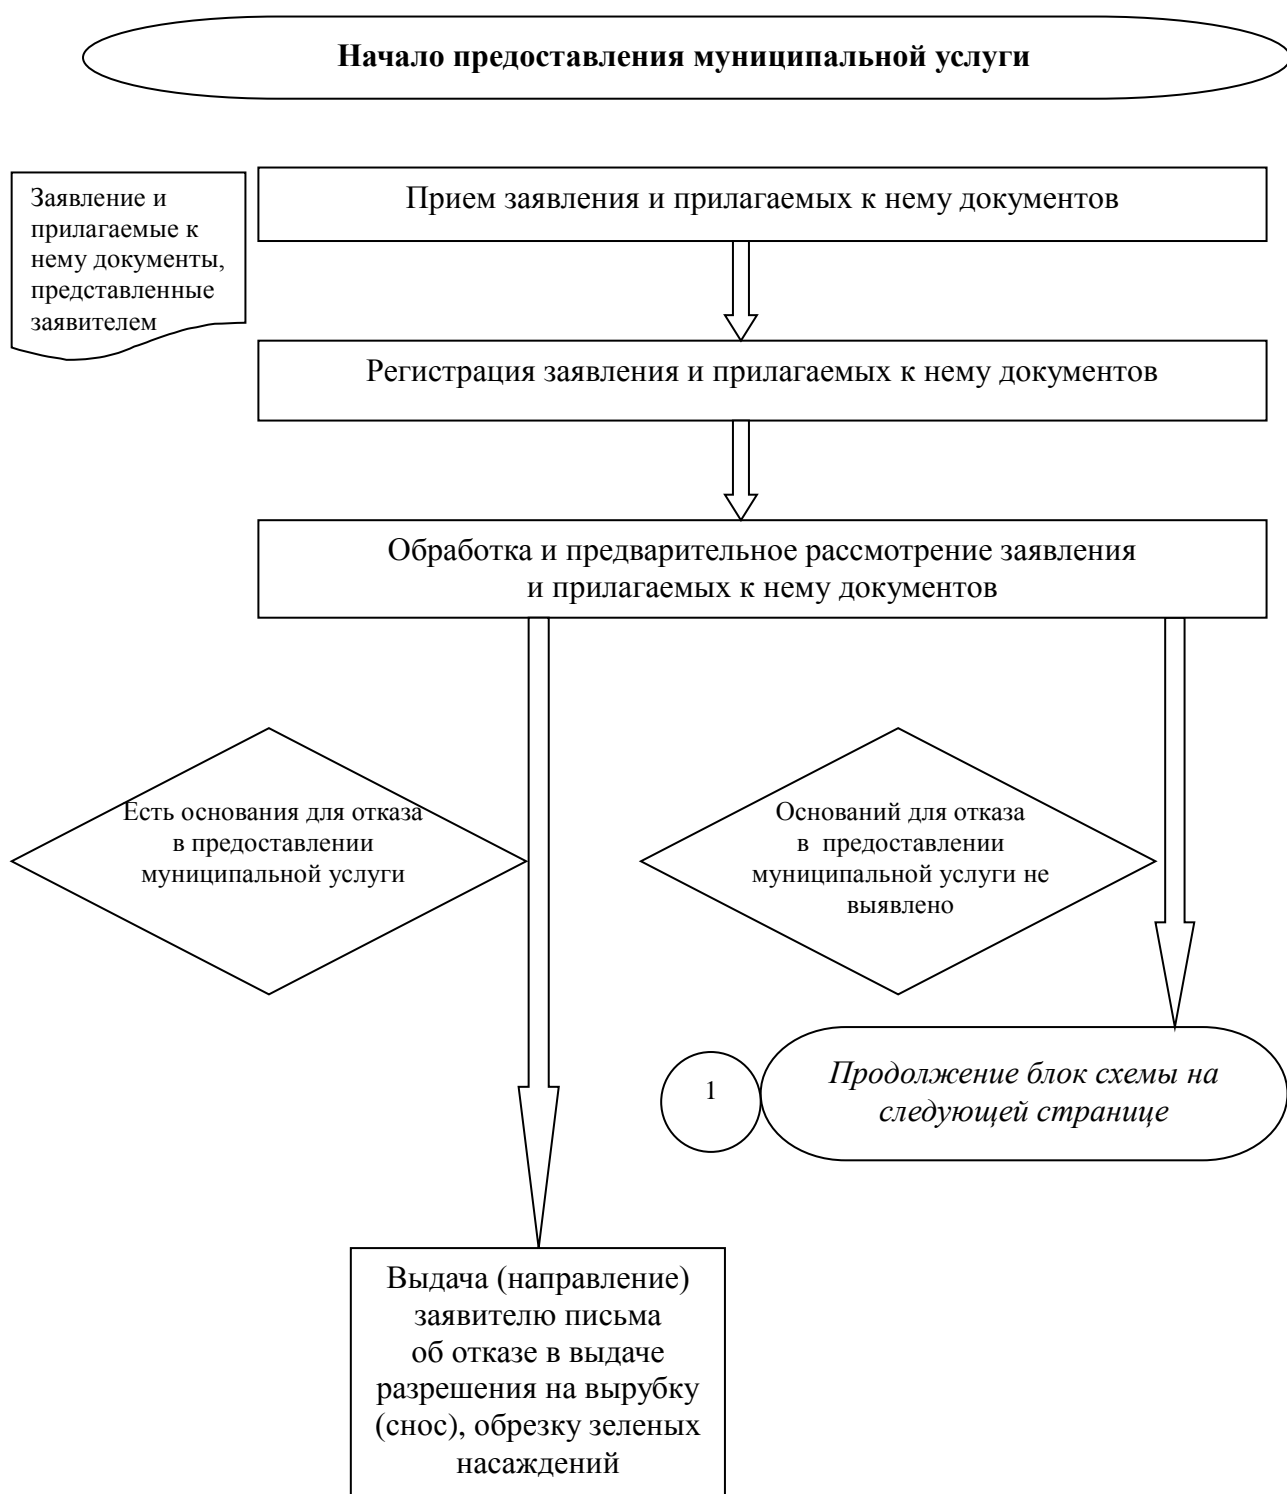 Начало предоставления муниципальной услуги
Заявление и
прилагаемые к
нему документы,
представленные
заявителем
Прием заявления и прилагаемых к нему документов
Регистрация заявления и прилагаемых к нему документов
Обработка и предварительное рассмотрение заявления
и прилагаемых к нему документов
Есть основания для отказа
в предоставлении
муниципальной услуги
Оснований для отказа
в предоставлении
муниципальной услуги не
выявлено
1
Продолжение блок схемы на
следующей странице
Выдача (направление)
заявителю письма
об отказе в выдаче
разрешения на вырубку
(снос), обрезку зеленых
насаждений